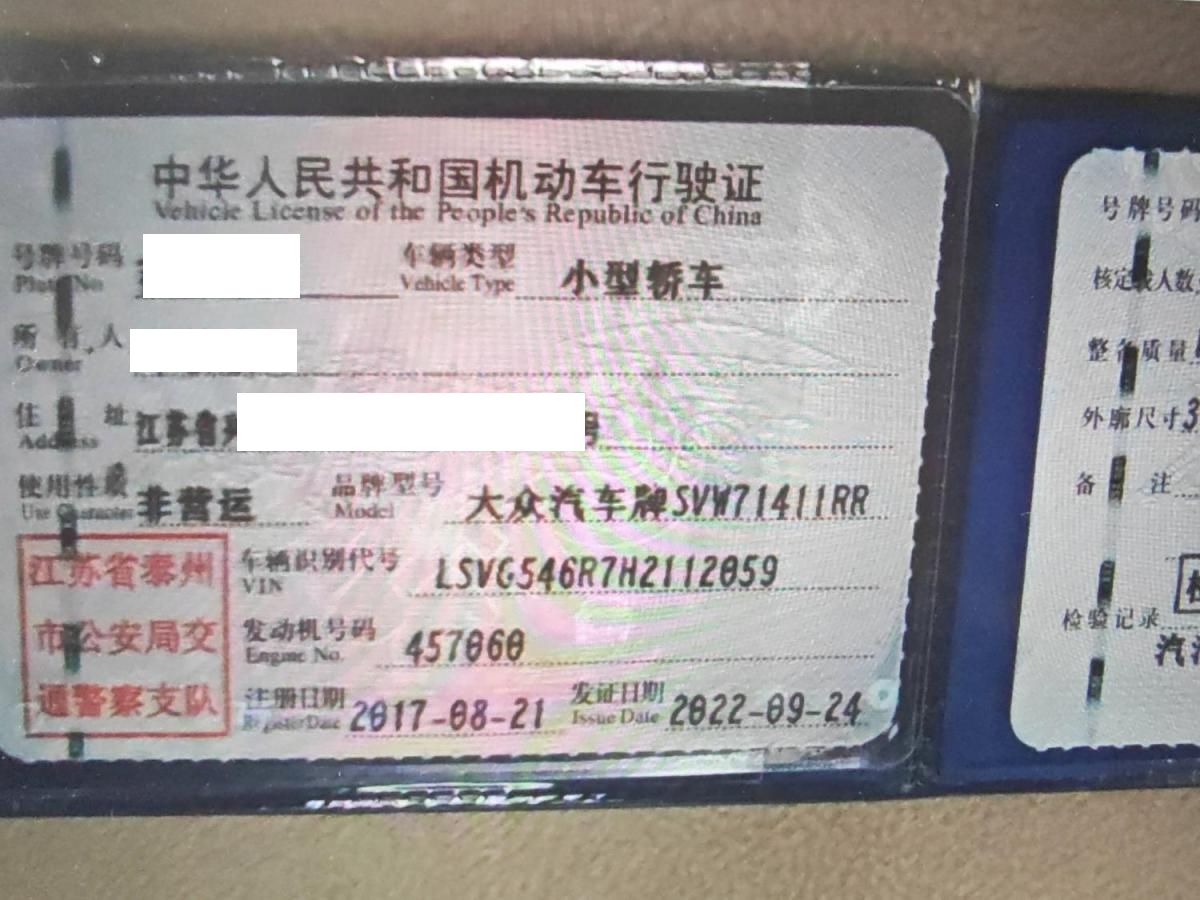 中华人民共和国机动车行驶证
Vehicle License of the People's Republic of China
号牌号码 车辆类型 小型轿车
Plate No Vehicle Type
所有人
Owner
住址 江苏省 号
Address
使用性质 非营运 品牌型号 大众汽车牌SVW71411RR
Use Character Model
江苏省泰州
市公安局交
通警察支队
车辆识别代号 LSVG546R7H2112059
VIN
发动机号码 457060
Engine No.
注册日期 2017-08-21 发证日期 2022-09-24
Register Date Issue Date
号牌号码
核定载人数
整备质量
外廓尺寸 3
备注
检验记录